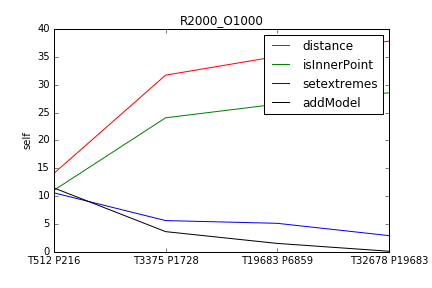 R2000_O1000
40
35
30
25
20
15
10
5
0
self
distance
isInnerPoint
setextremes
addModel
T512 P216
T3375 P1728
T19683 P6859
T32678 P19683